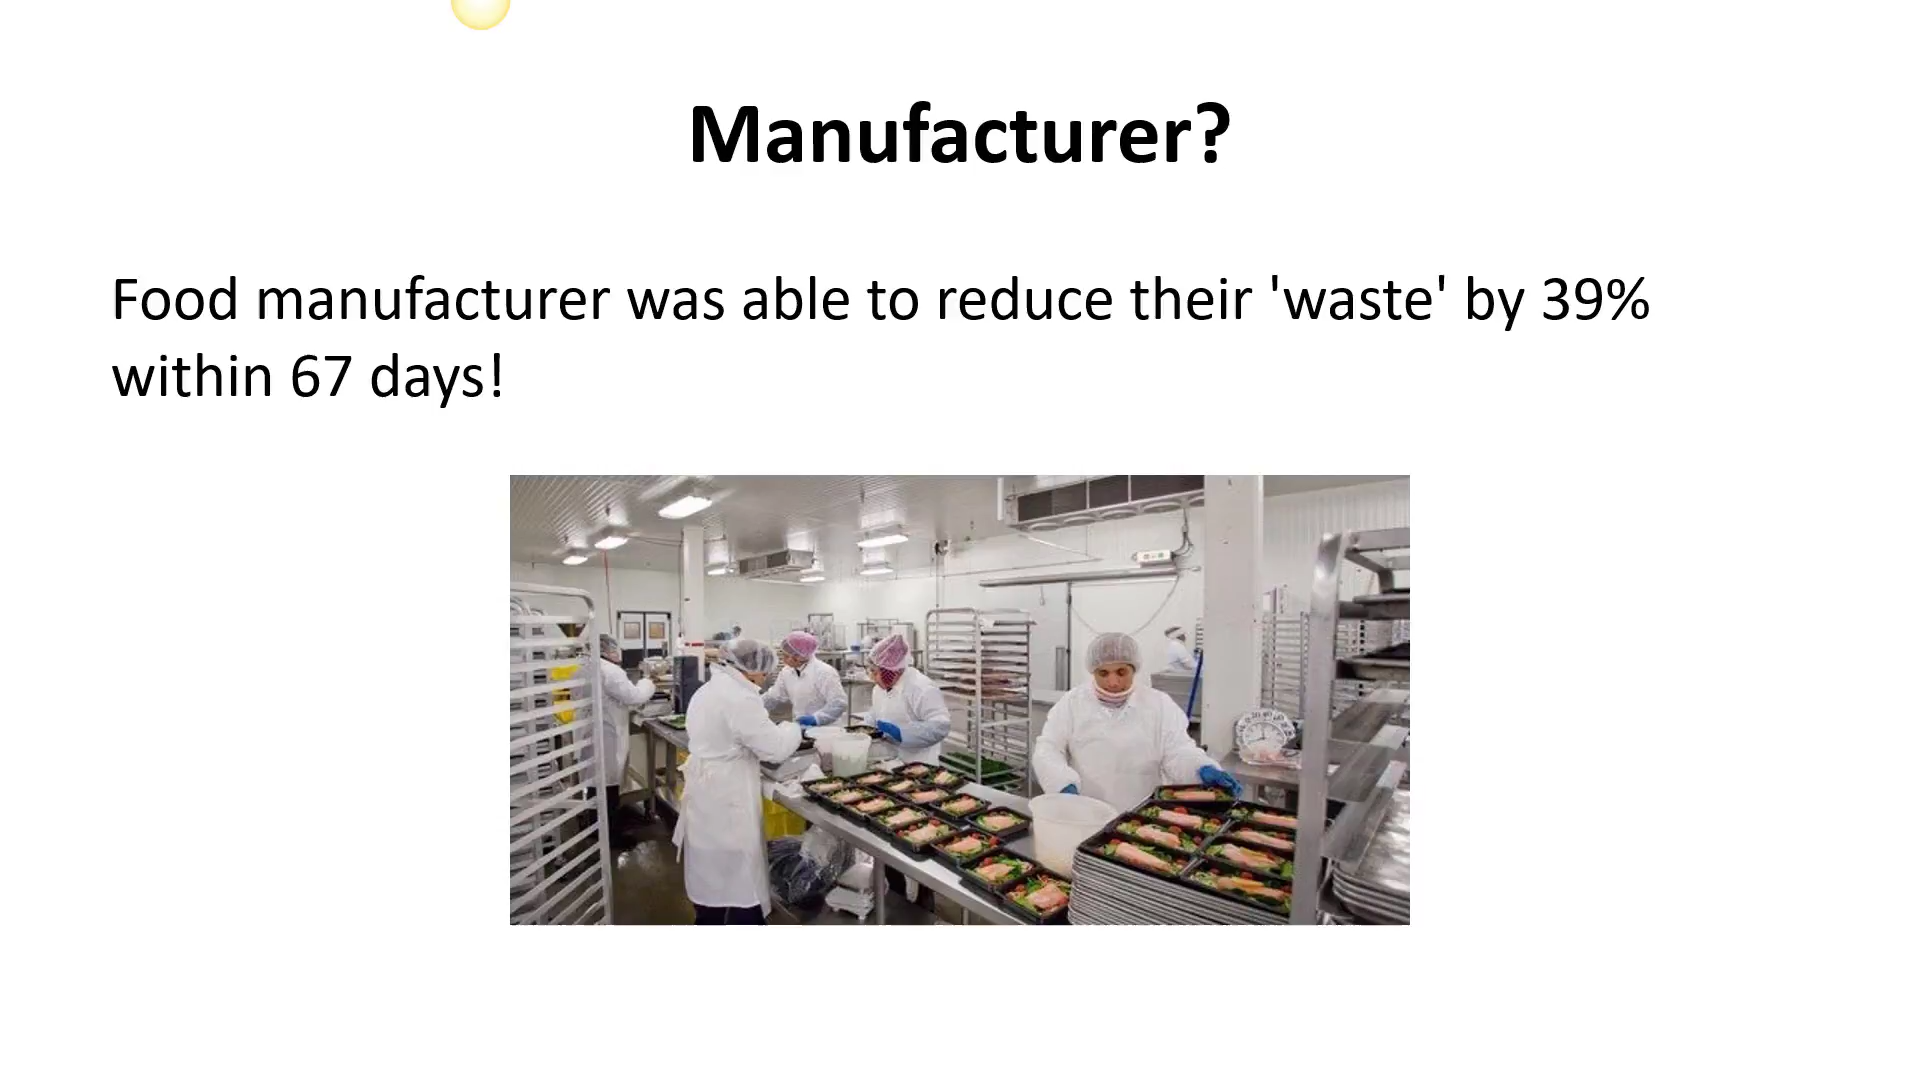 Manufacturer?
Food manufacturer was able to reduce their 'waste' by 39%
within 67 days!